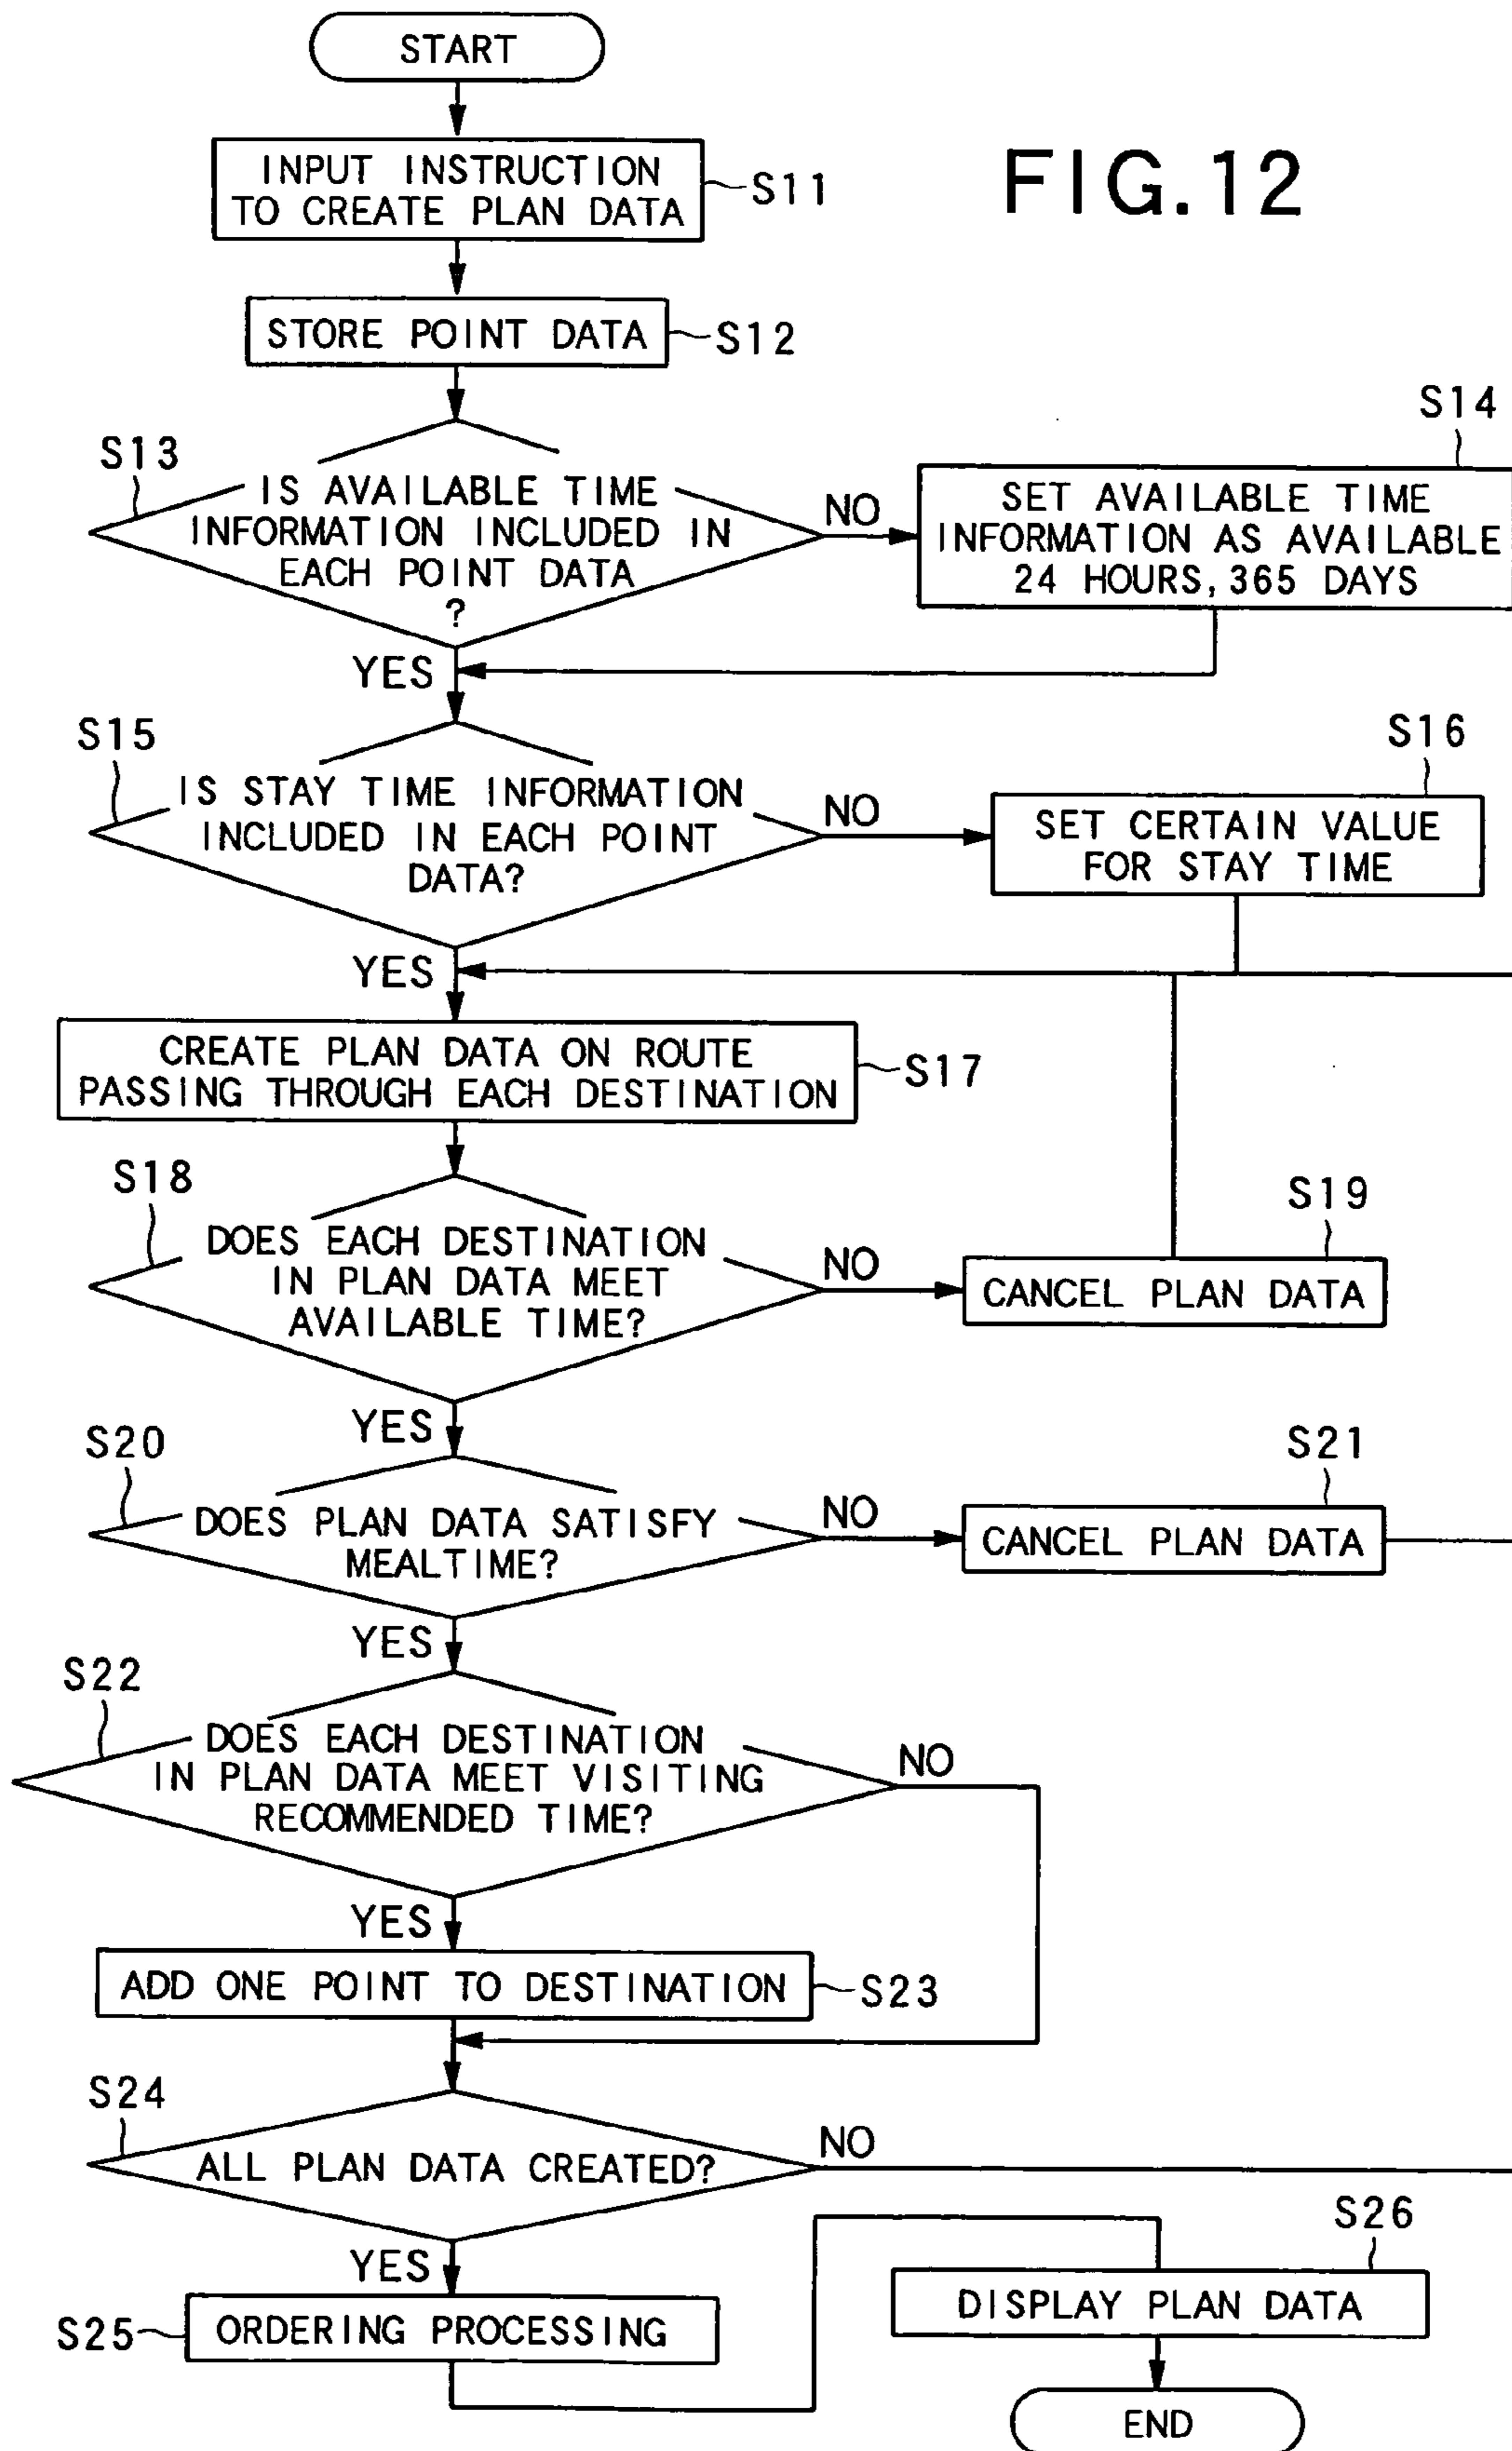 START
FIG.12
INPUT INSTRUCTION
TO CREATE PLAN DATA
S11
STORE POINT DATA
S12
S13
IS AVAILABLE TIME
INFORMATION INCLUDED IN
EACH POINT DATA
?
NO
S14
SET AVAILABLE TIME
INFORMATION AS AVAILABLE
24 HOURS, 365 DAYS
YES
S15
IS STAY TIME INFORMATION
INCLUDED IN EACH POINT
DATA?
NO
S16
SET CERTAIN VALUE
FOR STAY TIME
YES
CREATE PLAN DATA ON ROUTE
PASSING THROUGH EACH DESTINATION
S17
S18
DOES EACH DESTINATION
IN PLAN DATA MEET
AVAILABLE TIME?
NO
S19
CANCEL PLAN DATA
YES
S20
DOES PLAN DATA SATISFY
MEALTIME?
NO
S21
CANCEL PLAN DATA
YES
S22
DOES EACH DESTINATION
IN PLAN DATA MEET VISITING
RECOMMENDED TIME?
NO
YES
ADD ONE POINT TO DESTINATION
S23
S24
ALL PLAN DATA CREATED?
NO
YES
S25
ORDERING PROCESSING
S26
DISPLAY PLAN DATA
END